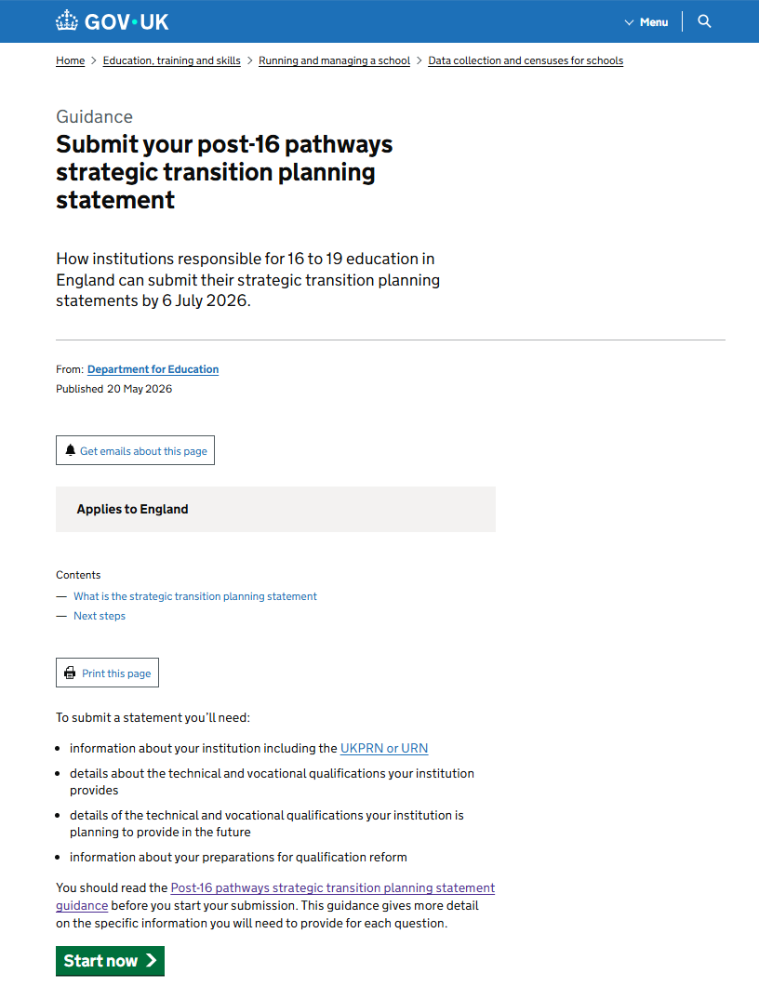 GOV·UK
Menu
Home > Education, training and skills > Running and managing a school > Data collection and censuses for schools
Guidance
Submit your post-16 pathways
strategic transition planning
statement
How institutions responsible for 16 to 19 education in
England can submit their strategic transition planning
statements by 6 July 2026.
From: Department for Education
Published 20 May 2026
Get emails about this page
Applies to England
Contents
— What is the strategic transition planning statement
— Next steps
Print this page
To submit a statement you’ll need:
• information about your institution including the UKPRN or URN
• details about the technical and vocational qualifications your institution
provides
• details of the technical and vocational qualifications your institution is
planning to provide in the future
• information about your preparations for qualification reform
You should read the Post-16 pathways strategic transition planning statement
guidance before you start your submission. This guidance gives more detail
on the specific information you will need to provide for each question.
Start now